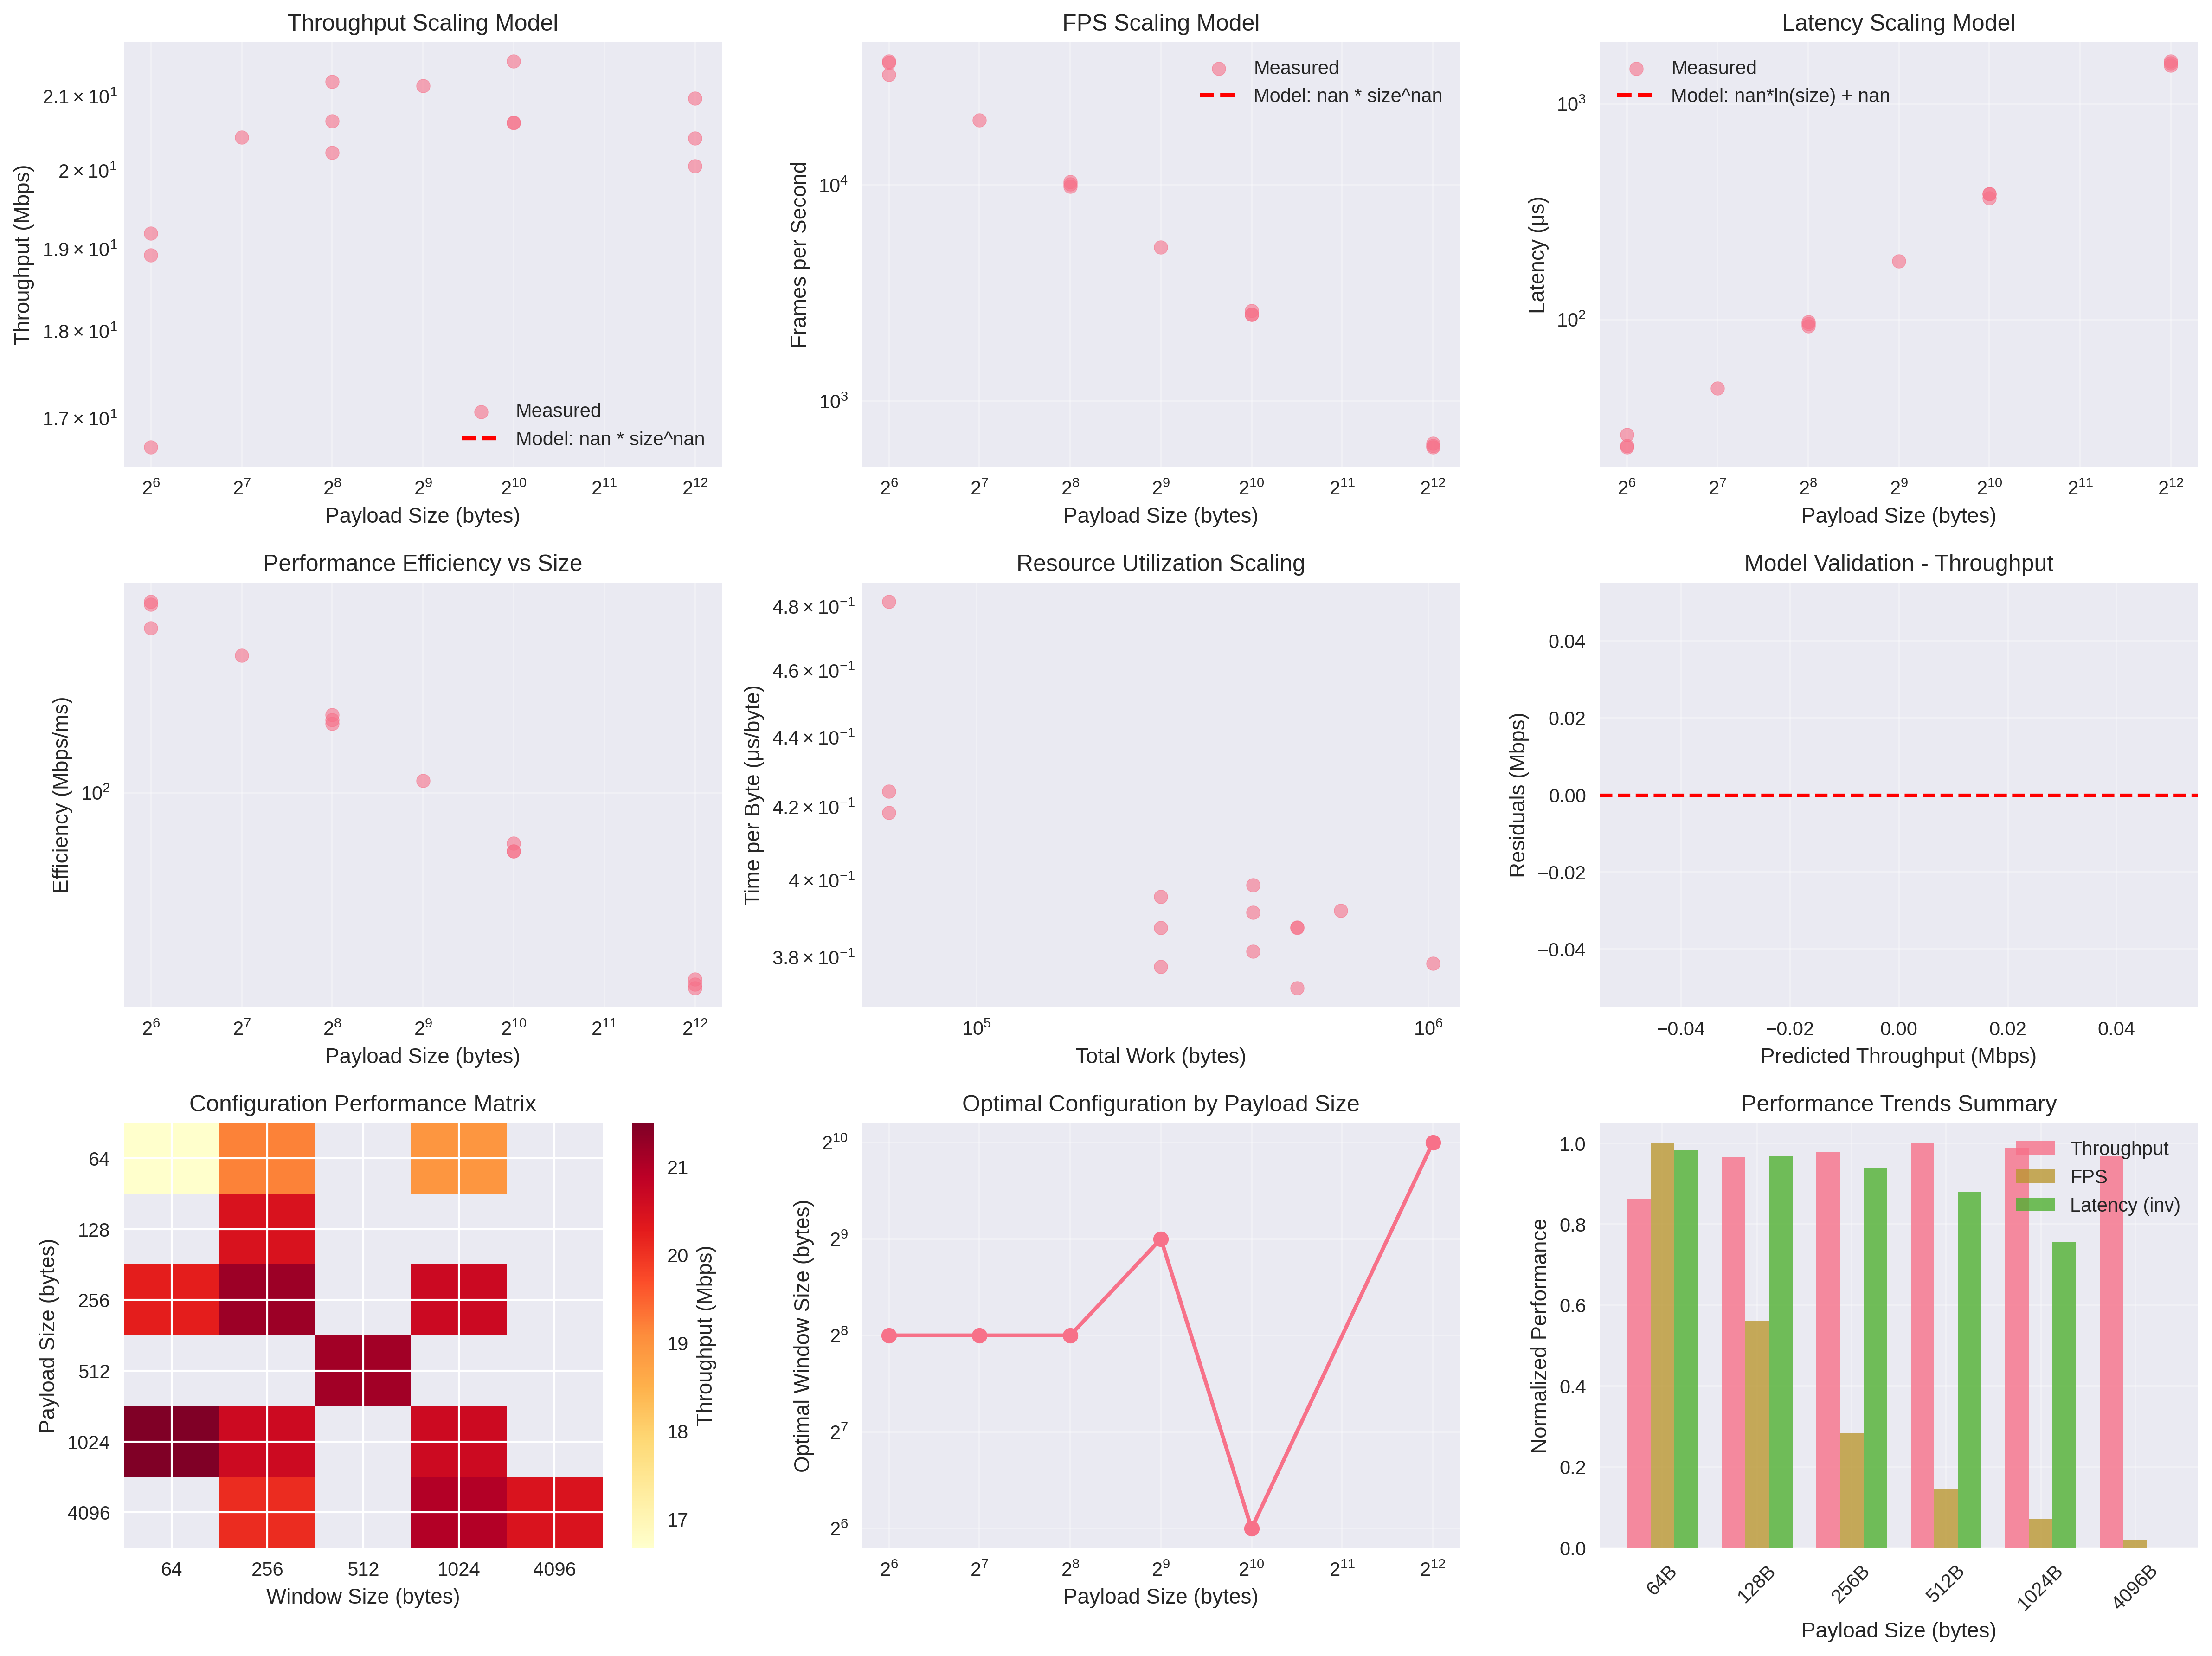 Throughput Scaling Model
Throughput (Mbps)
2.1 × 10¹
2 × 10¹
1.9 × 10¹
1.8 × 10¹
1.7 × 10¹
Measured
Model: nan * size^nan
2⁶ 2⁷ 2⁸ 2⁹ 2¹⁰ 2¹¹ 2¹²
Payload Size (bytes)
FPS Scaling Model
Frames per Second
10⁴
10³
Measured
Model: nan * size^nan
2⁶ 2⁷ 2⁸ 2⁹ 2¹⁰ 2¹¹ 2¹²
Payload Size (bytes)
Latency Scaling Model
Latency (μs)
10³
10²
Measured
Model: nan*ln(size) + nan
2⁶ 2⁷ 2⁸ 2⁹ 2¹⁰ 2¹¹ 2¹²
Payload Size (bytes)
Performance Efficiency vs Size
Efficiency (Mbps/ms)
10²
2⁶ 2⁷ 2⁸ 2⁹ 2¹⁰ 2¹¹ 2¹²
Payload Size (bytes)
Resource Utilization Scaling
Time per Byte (μs/byte)
4.8 × 10⁻¹
4.6 × 10⁻¹
4.4 × 10⁻¹
4.2 × 10⁻¹
4 × 10⁻¹
3.8 × 10⁻¹
10⁵ 10⁶
Total Work (bytes)
Model Validation - Throughput
Residuals (Mbps)
0.04
0.02
0.00
−0.02
−0.04
−0.04 −0.02 0.00 0.02 0.04
Predicted Throughput (Mbps)
Configuration Performance Matrix
Payload Size (bytes)
64
128
256
512
1024
4096
64 256 512 1024 4096
Window Size (bytes)
21
20
19
18
17
Throughput (Mbps)
Optimal Configuration by Payload Size
Optimal Window Size (bytes)
2¹⁰
2⁹
2⁸
2⁷
2⁶
2⁶ 2⁷ 2⁸ 2⁹ 2¹⁰ 2¹¹ 2¹²
Payload Size (bytes)
Performance Trends Summary
Normalized Performance
1.0
0.8
0.6
0.4
0.2
0.0
Throughput
FPS
Latency (inv)
64B 128B 256B 512B 1024B 4096B
Payload Size (bytes)